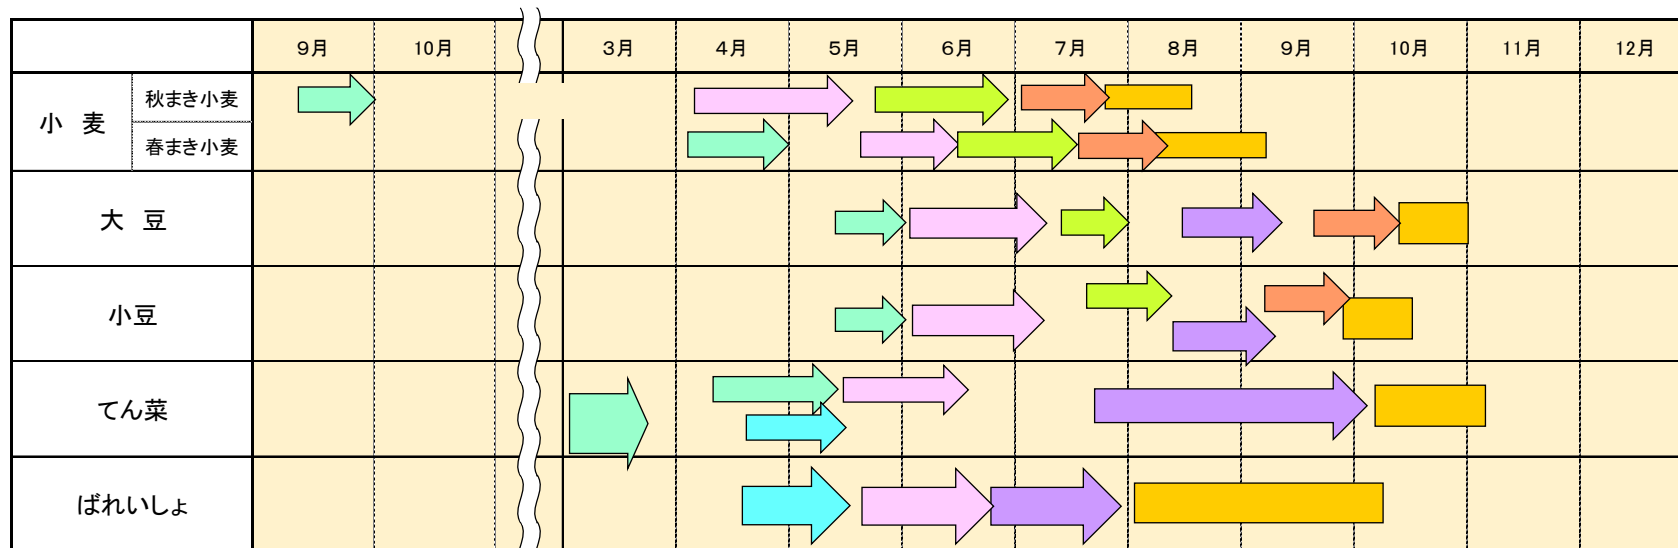 9月 10月 3月 4月 5月 6月 7月 8月 9月 10月 11月 12月
小 麦
秋まき小麦
春まき小麦
大 豆
小豆
てん菜
ばれいしょ